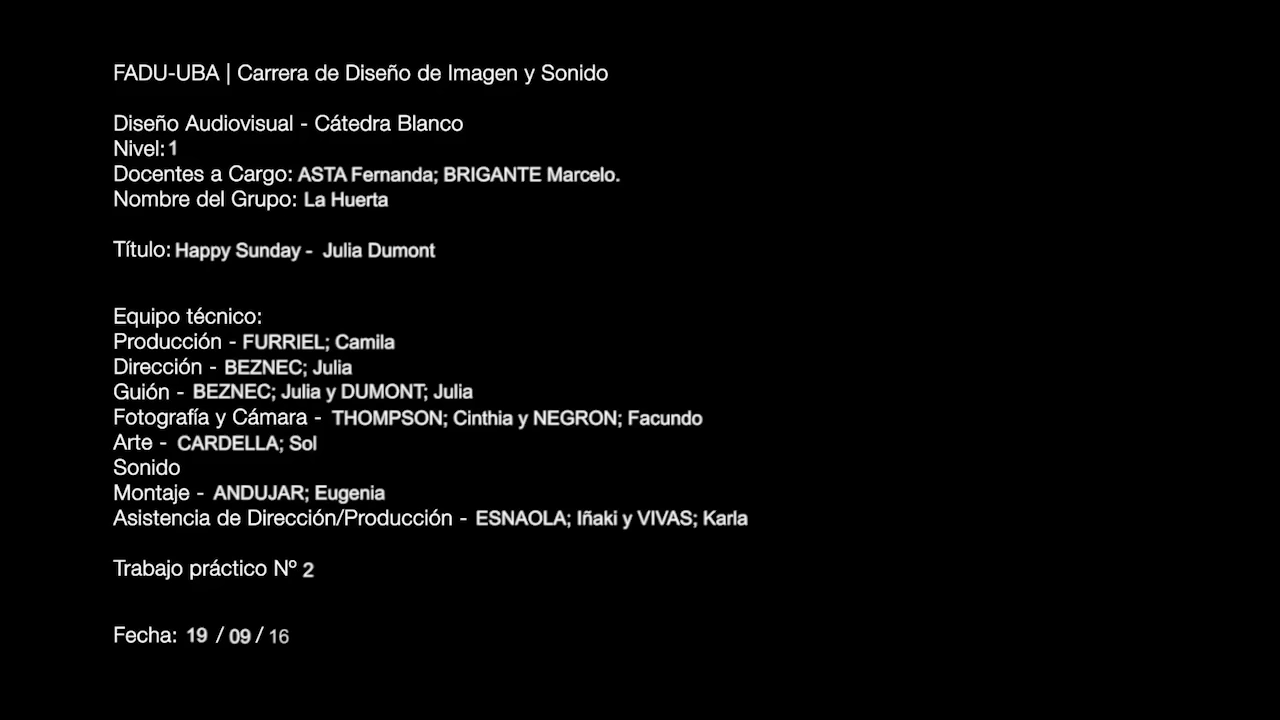 FADU-UBA | Carrera de Diseño de Imagen y Sonido
Diseño Audiovisual - Cátedra Blanco
Nivel: 1
Docentes a Cargo: ASTA Fernanda; BRIGANTE Marcelo.
Nombre del Grupo: La Huerta
Título: Happy Sunday - Julia Dumont
Equipo técnico:
Producción - FURRIEL; Camila
Dirección - BEZNEC; Julia
Guión - BEZNEC; Julia y DUMONT; Julia
Fotografía y Cámara - THOMPSON; Cinthia y NEGRON; Facundo
Arte - CARDELLA; Sol
Sonido
Montaje - ANDUJAR; Eugenia
Asistencia de Dirección/Producción - ESNAOLA; Iñaki y VIVAS; Karla
Trabajo práctico Nº 2
Fecha: 19 / 09 / 16